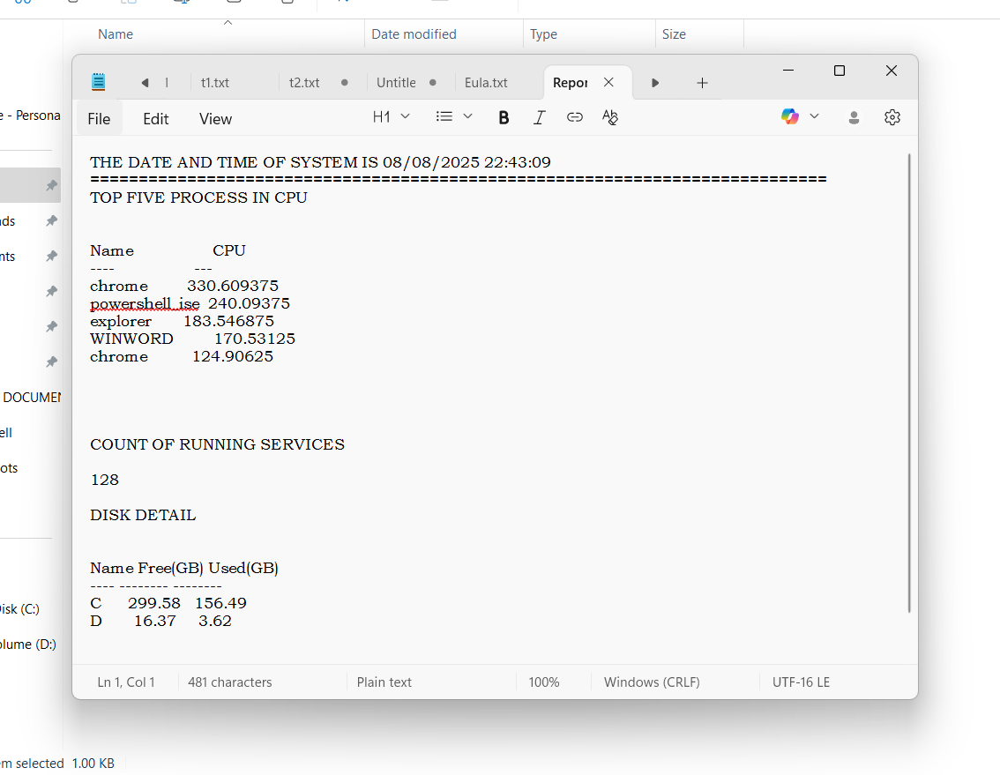 Name Date modified Type Size
t1.txt t2.txt Untitle Eula.txt Repor
File Edit View H1 B I
e - Persona
THE DATE AND TIME OF SYSTEM IS 08/08/2025 22:43:09
============================================================================
TOP FIVE PROCESS IN CPU
Name CPU
---- ---
chrome 330.609375
powershell_ise 240.09375
explorer 183.546875
WINWORD 170.53125
chrome 124.90625
COUNT OF RUNNING SERVICES
128
DISK DETAIL
Name Free(GB) Used(GB)
---- -------- --------
C 299.58 156.49
D 16.37 3.62
Ln 1, Col 1 481 characters Plain text 100% Windows (CRLF) UTF-16 LE
nds
nts
DOCUMEN
ell
ots
isk (C:)
olume (D:)
em selected 1.00 KB